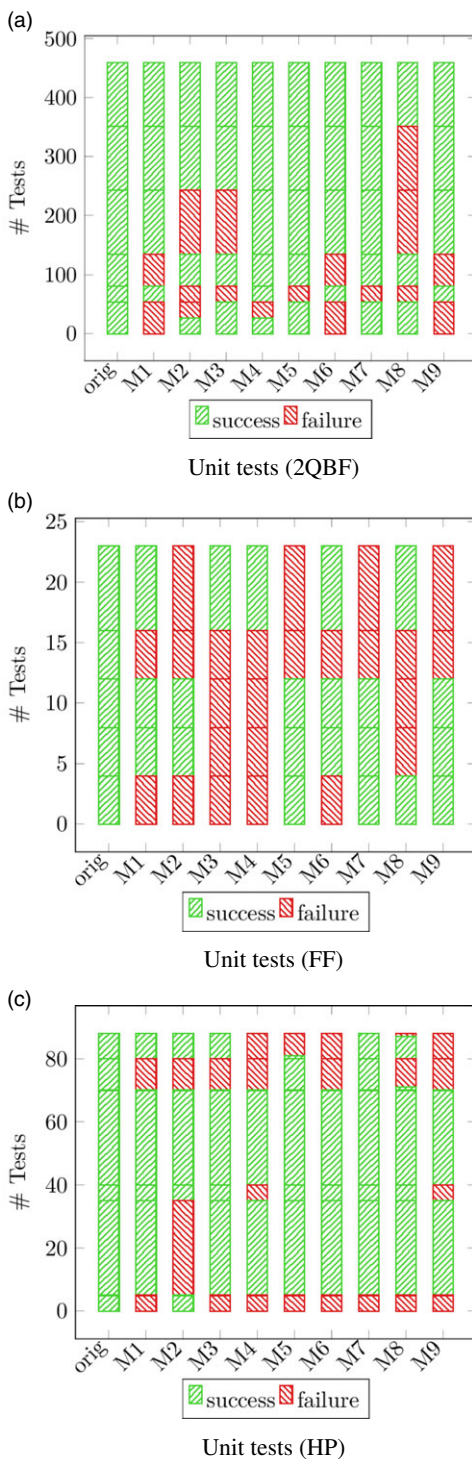 (a)
500
400
300
200
100
0
# Tests
orig
M1
M2
M3
M4
M5
M6
M7
M8
M9
success failure
Unit tests (2QBF)
(b)
25
20
15
10
5
0
# Tests
orig
M1
M2
M3
M4
M5
M6
M7
M8
M9
success failure
Unit tests (FF)
(c)
80
60
40
20
0
# Tests
orig
M1
M2
M3
M4
M5
M6
M7
M8
M9
success failure
Unit tests (HP)